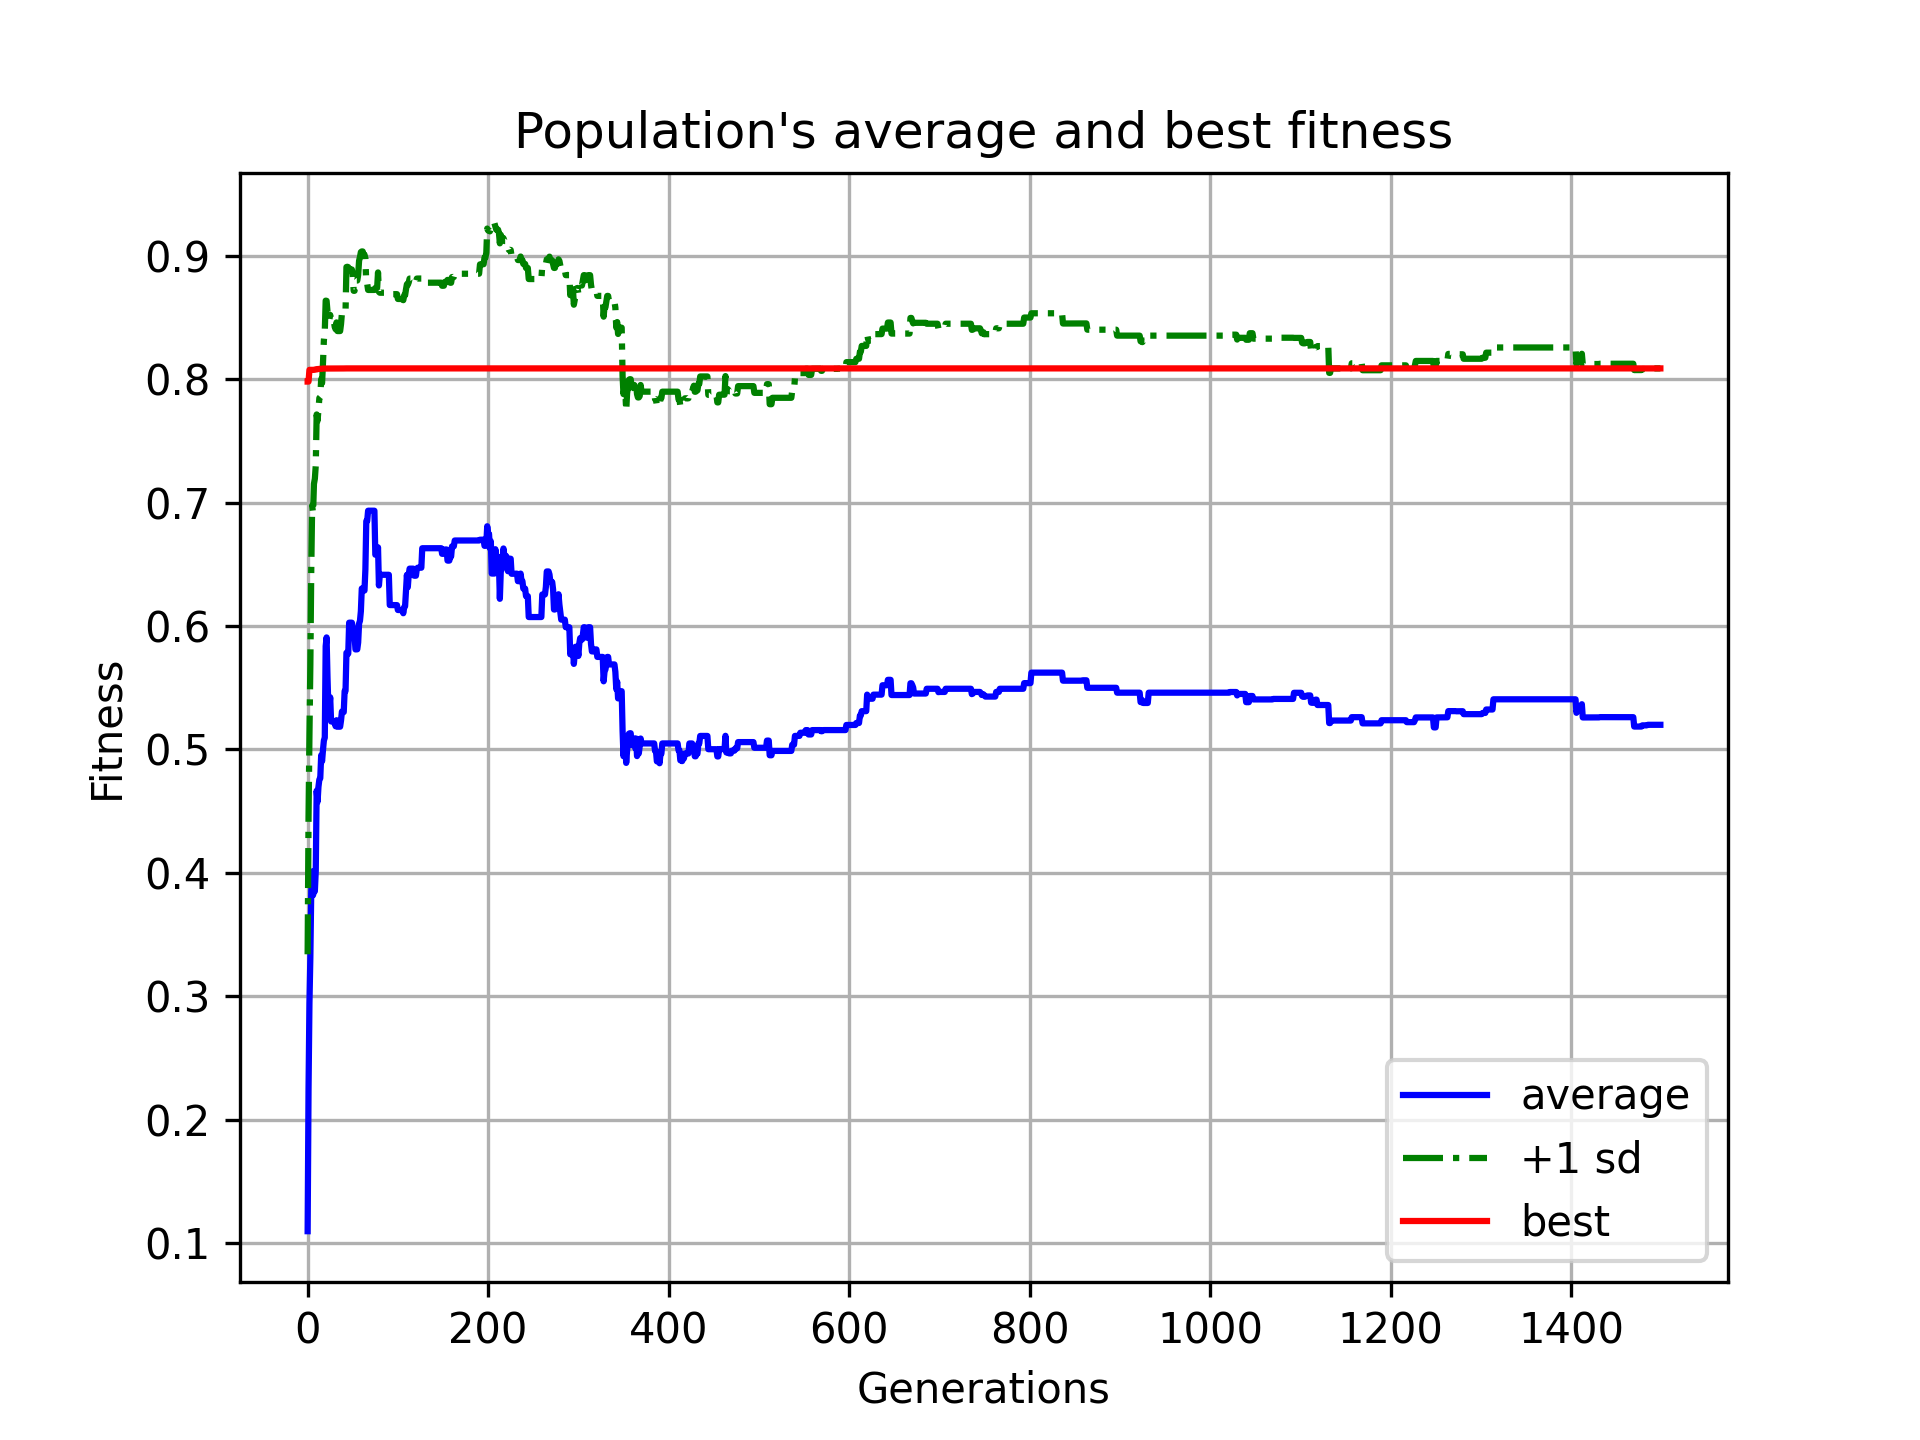 Population's average and best fitness
Fitness
0.9
0.8
0.7
0.6
0.5
0.4
0.3
0.2
0.1
0 200 400 600 800 1000 1200 1400
Generations
average
+1 sd
best